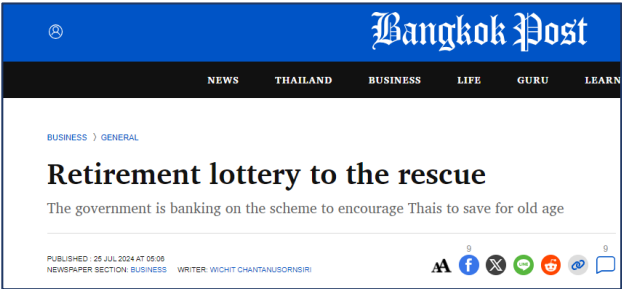 Bangkok Post
NEWS THAILAND BUSINESS LIFE GURU LEARN
BUSINESS 〉 GENERAL
Retirement lottery to the rescue
The government is banking on the scheme to encourage Thais to save for old age
PUBLISHED : 25 JUL 2024 AT 05:06
NEWSPAPER SECTION: BUSINESS WRITER: WICHIT CHANTANUSORNSIRI
9 9
AA f X LINE